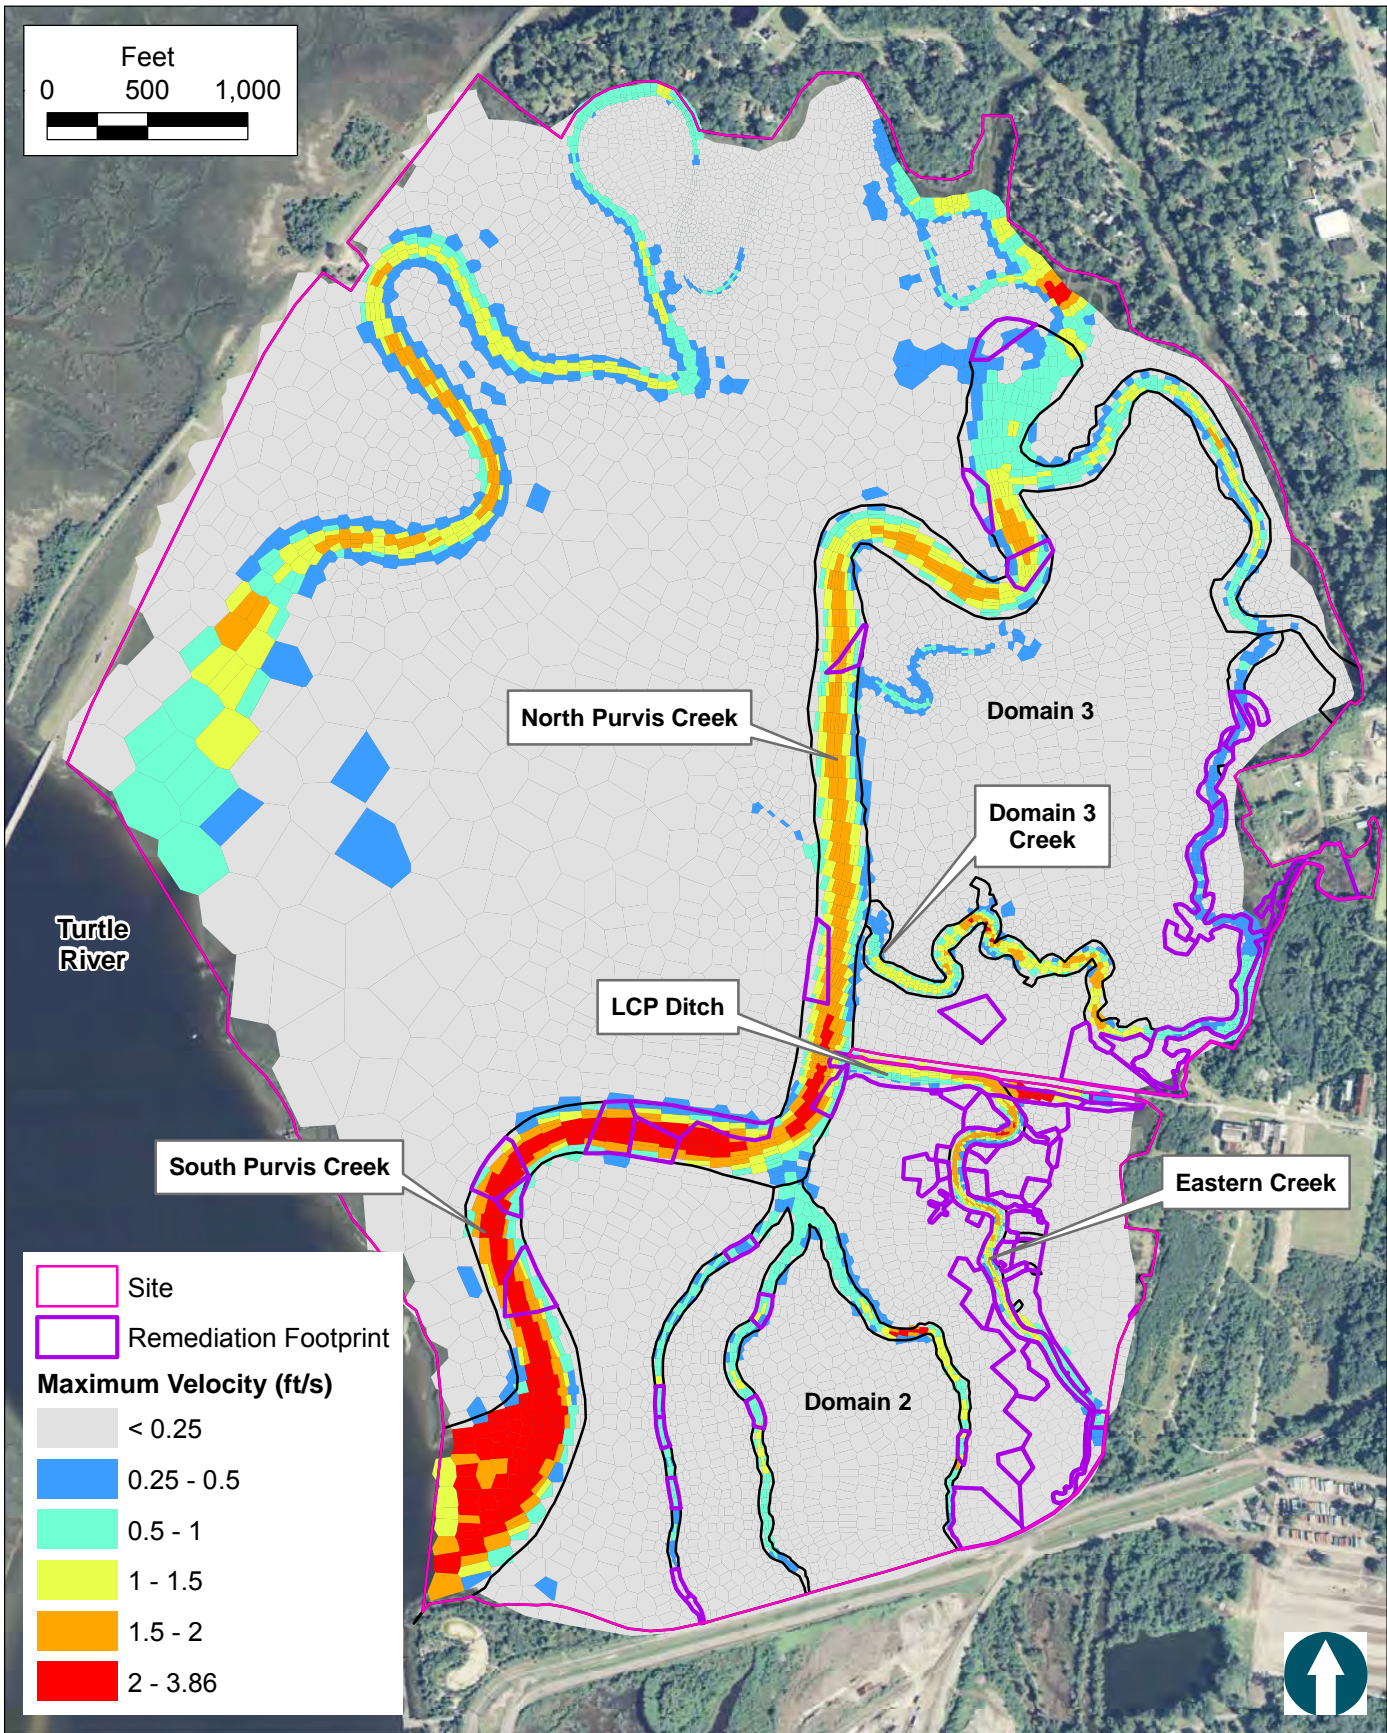 Feet
0 500 1,000
North Purvis Creek
Domain 3
Domain 3
Creek
Turtle
River
LCP Ditch
South Purvis Creek
Eastern Creek
Domain 2
Site
Remediation Footprint
Maximum Velocity (ft/s)
< 0.25
0.25 - 0.5
0.5 - 1
1 - 1.5
1.5 - 2
2 - 3.86